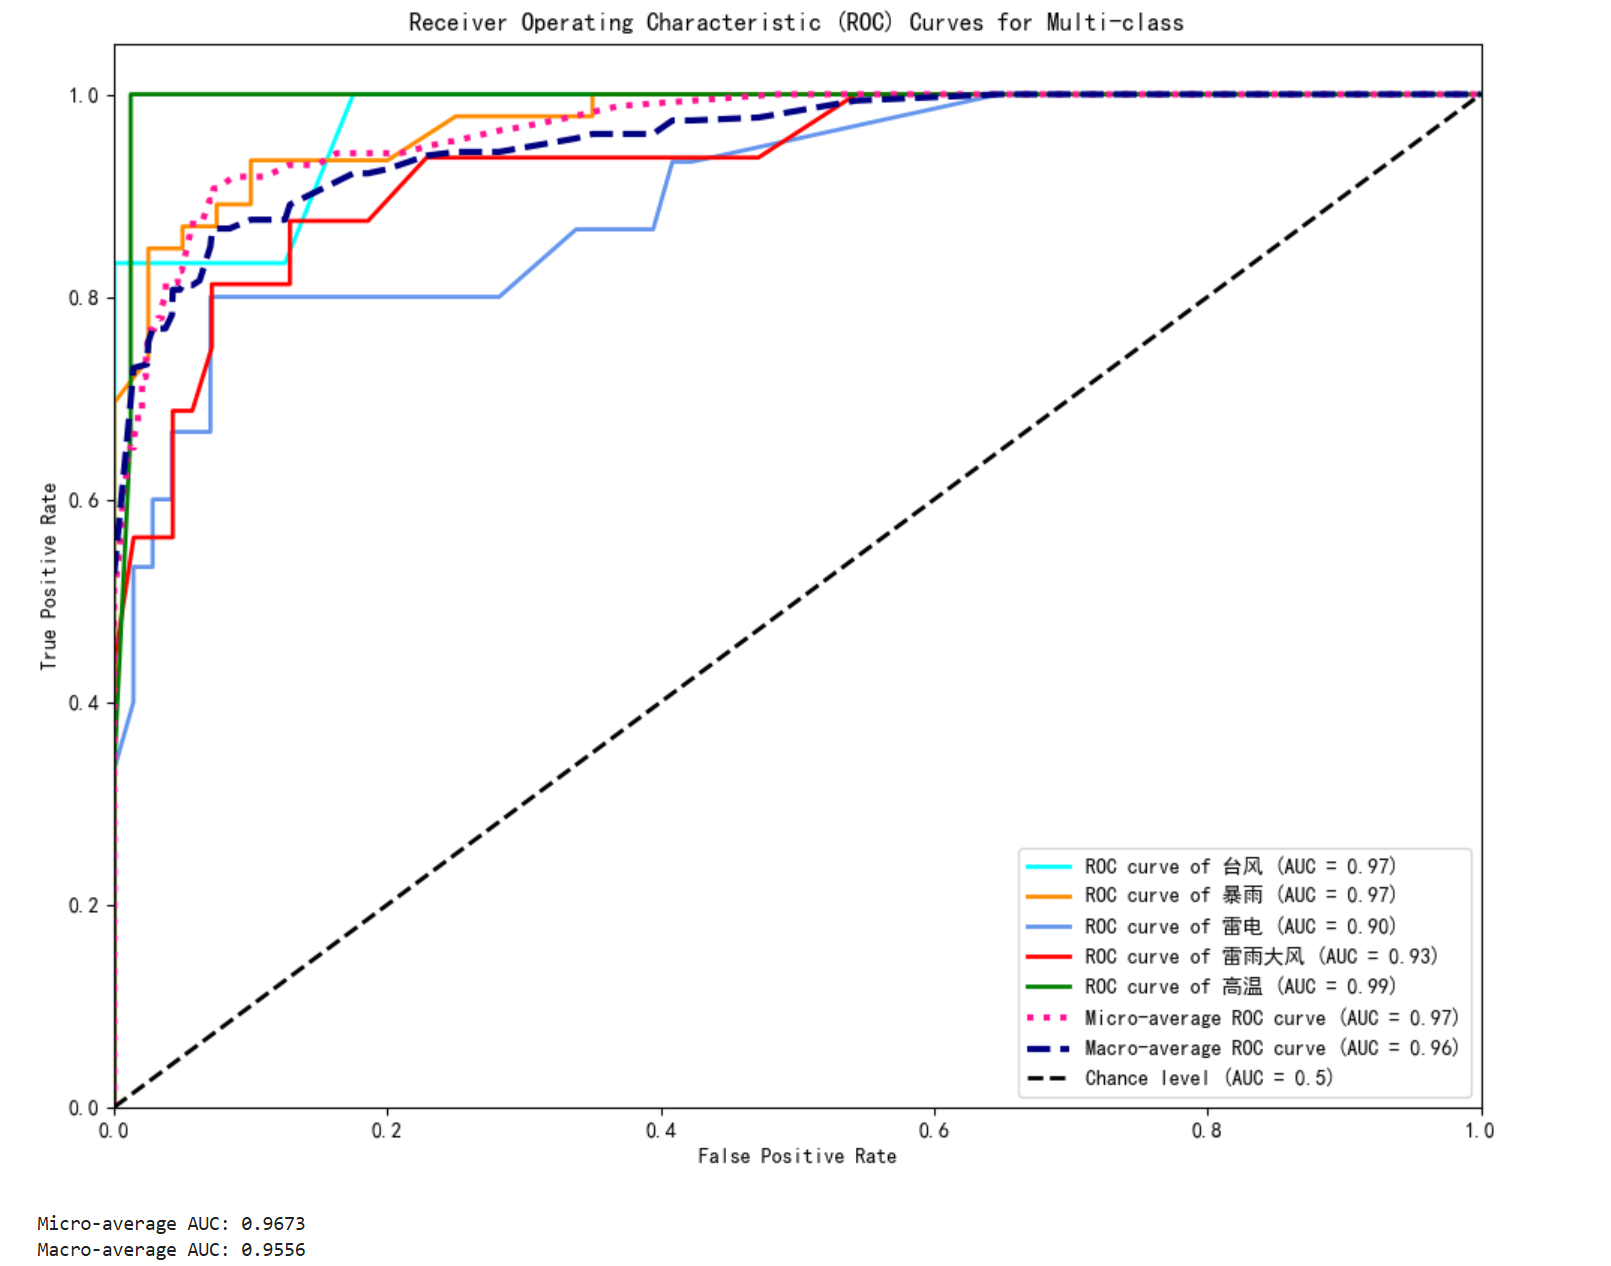 Receiver Operating Characteristic (ROC) Curves for Multi-class
True Positive Rate
1.0
0.8
0.6
0.4
0.2
0.0
0.0 0.2 0.4 0.6 0.8 1.0
False Positive Rate
ROC curve of 台风 (AUC = 0.97)
ROC curve of 暴雨 (AUC = 0.97)
ROC curve of 雷电 (AUC = 0.90)
ROC curve of 雷雨大风 (AUC = 0.93)
ROC curve of 高温 (AUC = 0.99)
Micro-average ROC curve (AUC = 0.97)
Macro-average ROC curve (AUC = 0.96)
Chance level (AUC = 0.5)
Micro-average AUC: 0.9673
Macro-average AUC: 0.9556